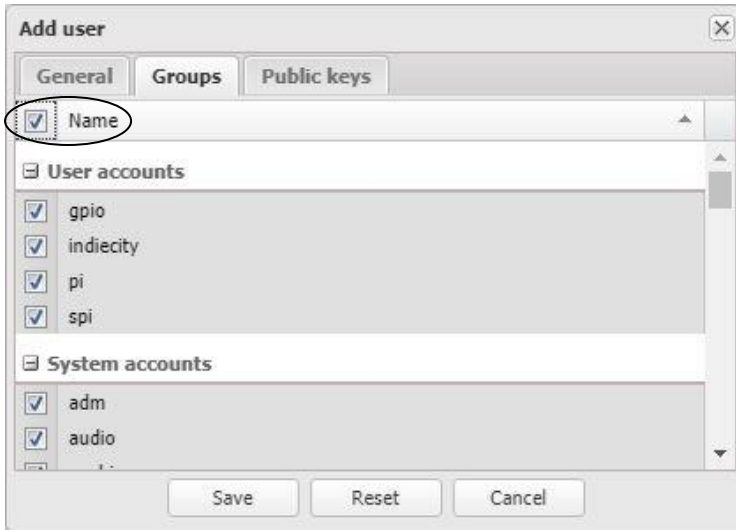 Add user
General Groups Public keys
Name
User accounts
gpio
indiecity
pi
spi
System accounts
adm
audio
Save Reset Cancel